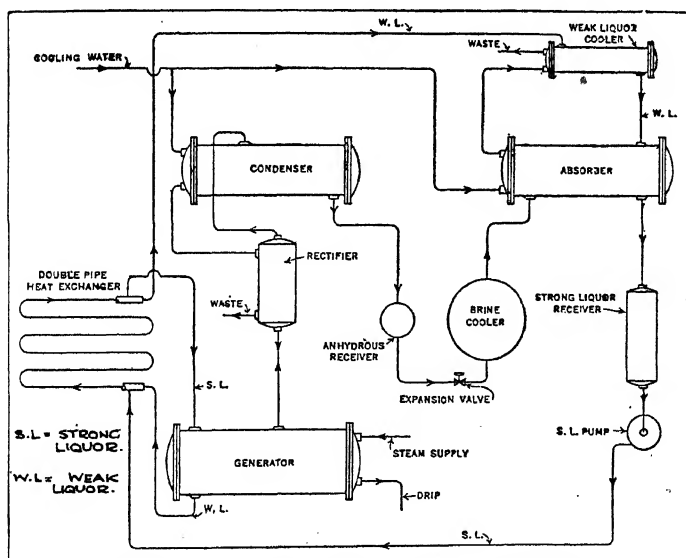 W. L.
WEAK LIQUOR
COOLER
WASTE
COOLING WATER
W. L.
CONDENSER
ABSORBER
RECTIFIER
DOUBLE PIPE
HEAT EXCHANGER
WASTE
BRINE
COOLER
STRONG LIQUOR
RECEIVER
ANHYDROUS
RECEIVER
S. L.
EXPANSION VALVE
S.L = STRONG
LIQUOR.
S. L. PUMP
STEAM SUPPLY
GENERATOR
W.L = WEAK
LIQUOR.
DRIP
W. L.
S. L.